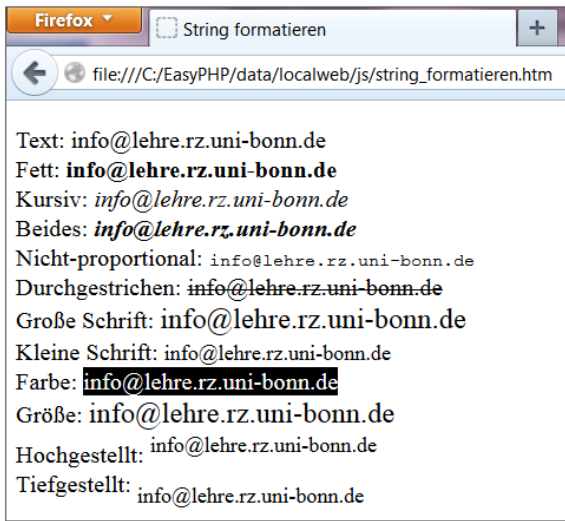 Firefox
String formatieren
+
file:///C:/EasyPHP/data/localweb/js/string_formatieren.htm
Text: info@lehre.rz.uni-bonn.de
Fett: info@lehre.rz.uni-bonn.de
Kursiv: info@lehre.rz.uni-bonn.de
Beides: info@lehre.rz.uni-bonn.de
Nicht-proportional: info@lehre.rz.uni-bonn.de
Durchgestrichen: info@lehre.rz.uni-bonn.de
Große Schrift: info@lehre.rz.uni-bonn.de
Kleine Schrift: info@lehre.rz.uni-bonn.de
Farbe: info@lehre.rz.uni-bonn.de
Größe: info@lehre.rz.uni-bonn.de
Hochgestellt: info@lehre.rz.uni-bonn.de
Tiefgestellt: info@lehre.rz.uni-bonn.de